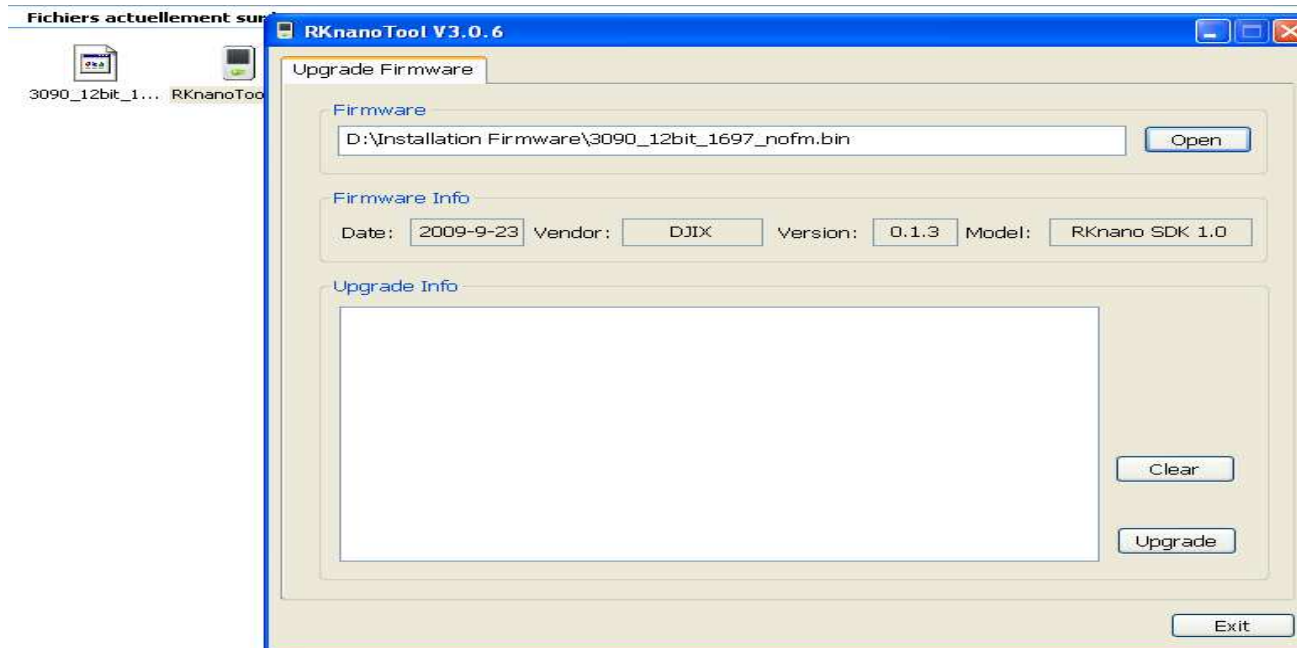 Fichiers actuellement sur
3090_12bit_1... RKnanoToo
RKnanoTool V3.0.6
Upgrade Firmware
Firmware
D:\Installation Firmware\3090_12bit_1697_nofm.bin Open
Firmware Info
Date: 2009-9-23 Vendor: DJIX Version: 0.1.3 Model: RKnano SDK 1.0
Upgrade Info
Clear
Upgrade
Exit